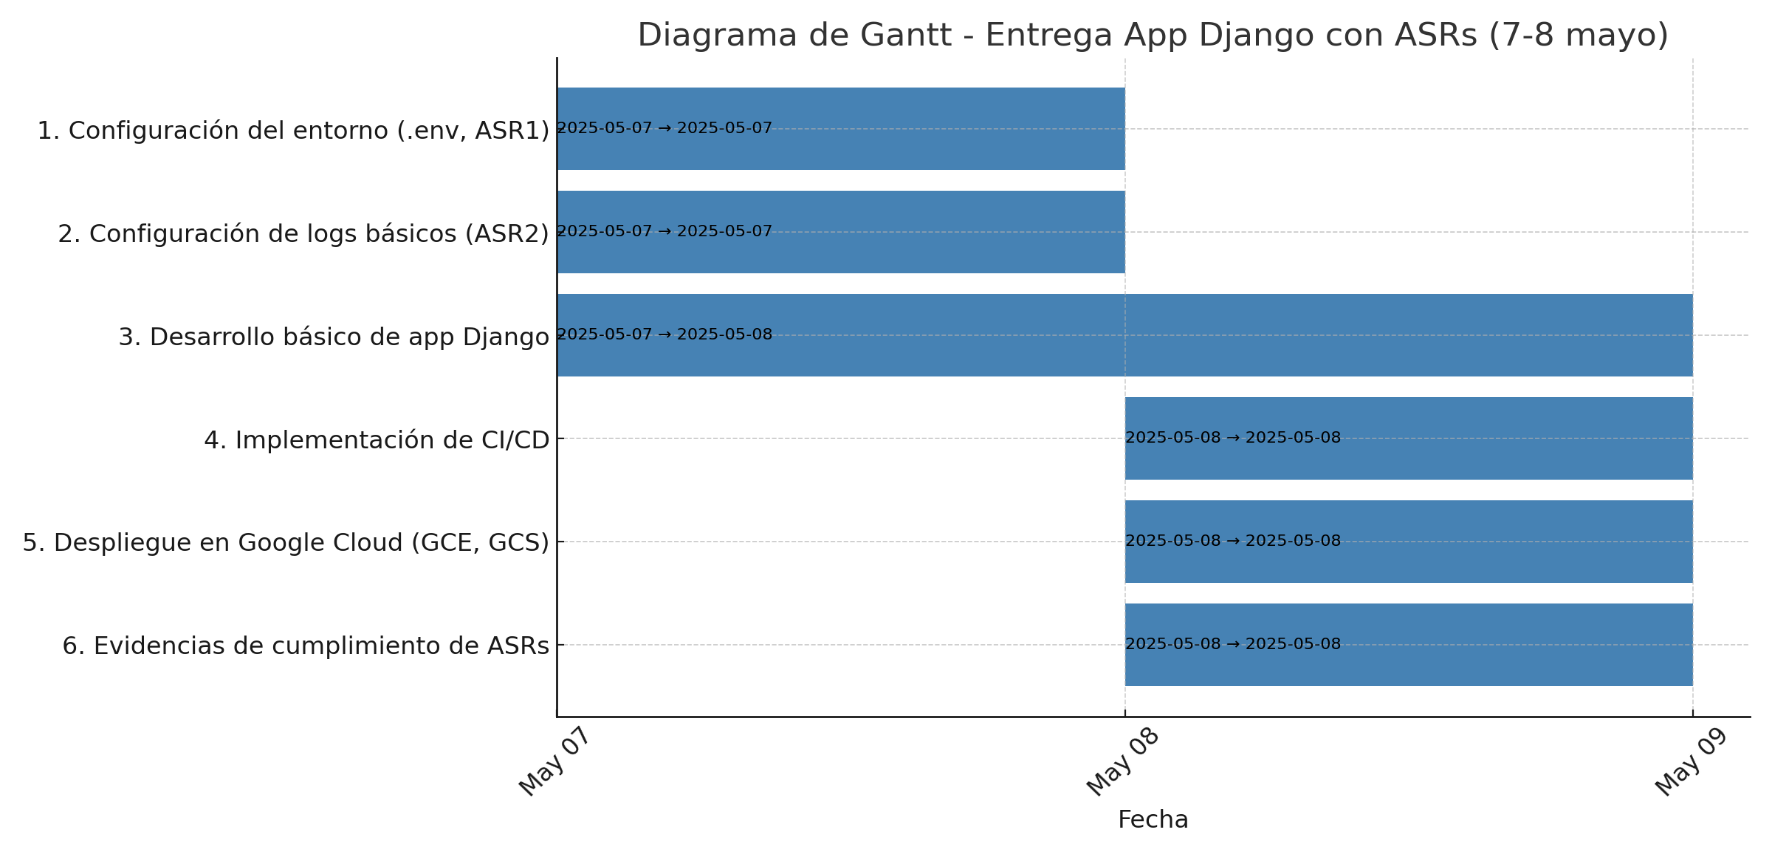 Diagrama de Gantt - Entrega App Django con ASRs (7-8 mayo)
1. Configuración del entorno (.env, ASR1)
2025-05-07 → 2025-05-07
2. Configuración de logs básicos (ASR2)
2025-05-07 → 2025-05-07
3. Desarrollo básico de app Django
2025-05-07 → 2025-05-08
4. Implementación de CI/CD
2025-05-08 → 2025-05-08
5. Despliegue en Google Cloud (GCE, GCS)
2025-05-08 → 2025-05-08
6. Evidencias de cumplimiento de ASRs
2025-05-08 → 2025-05-08
May 07
May 08
May 09
Fecha